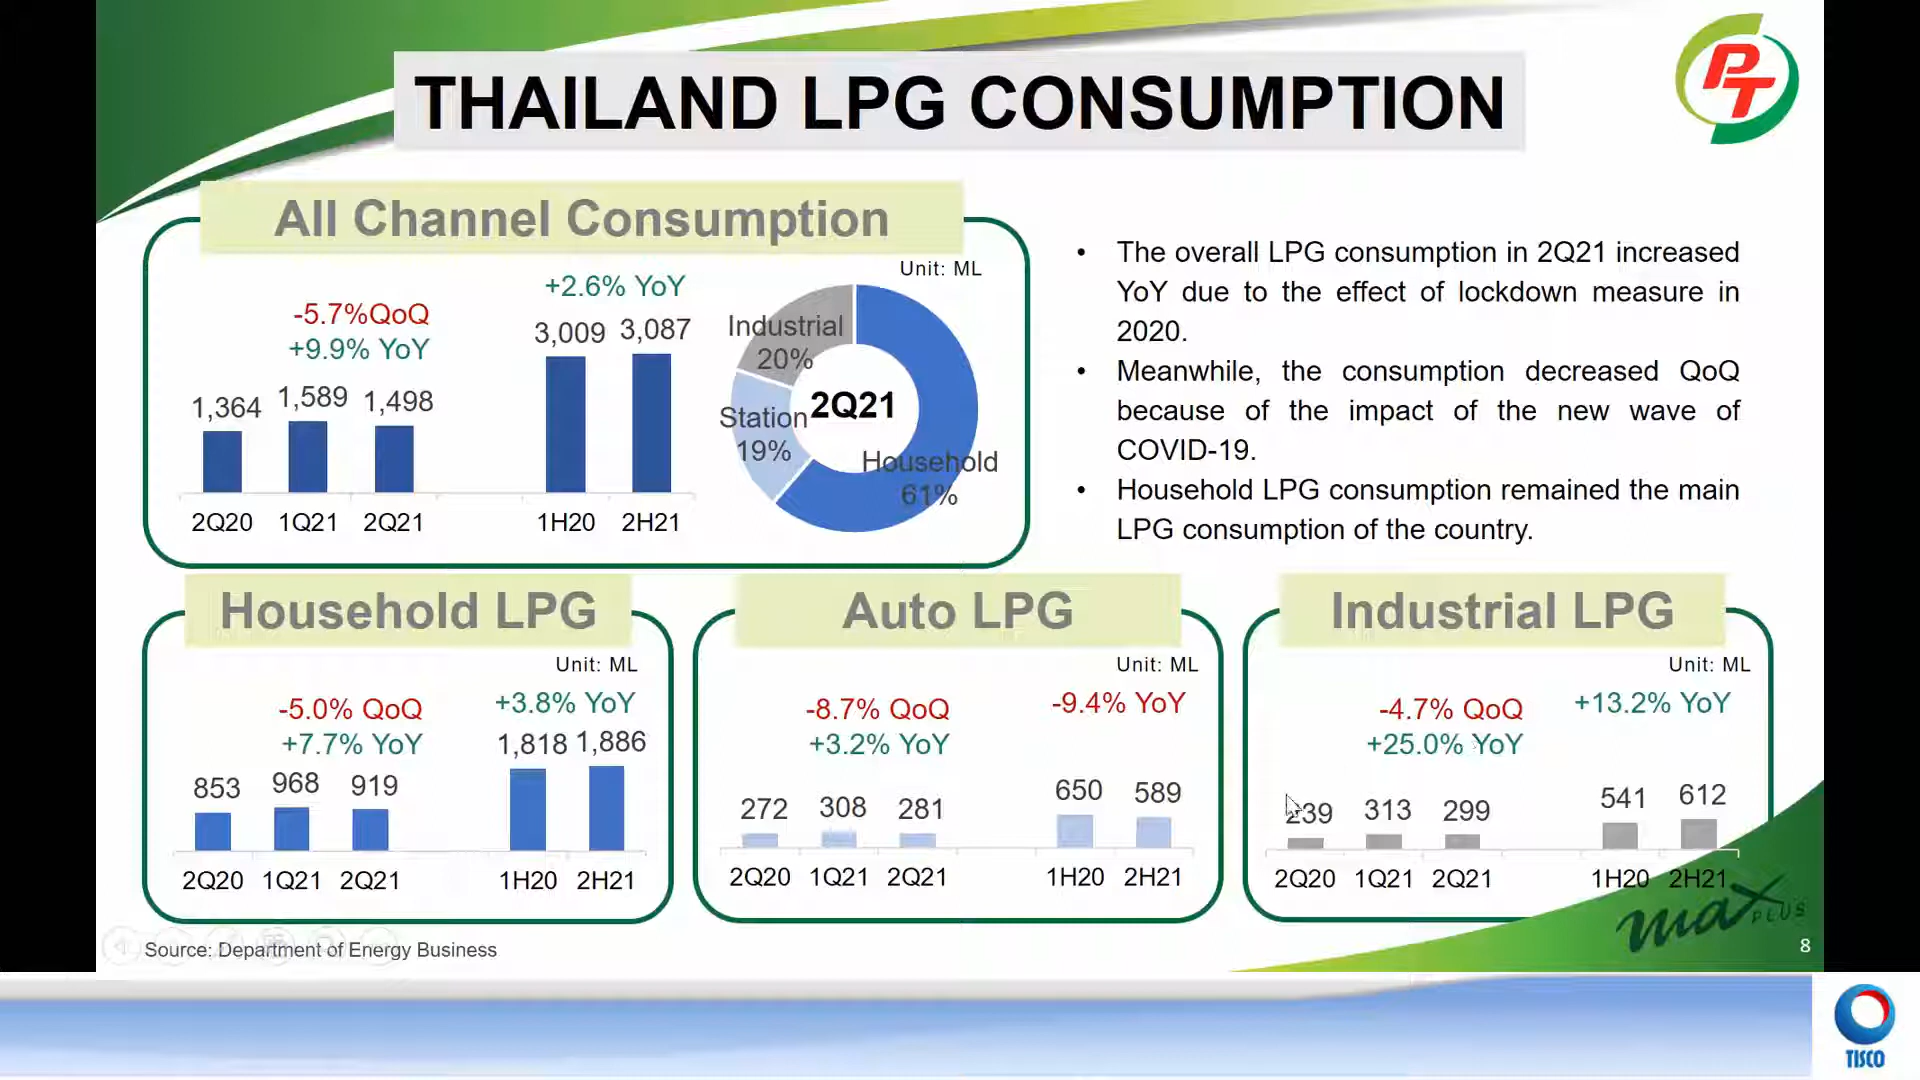 THAILAND LPG CONSUMPTION
PT
All Channel Consumption
Unit: ML
-5.7%QoQ
+9.9% YoY
+2.6% YoY
1,364
1,589
1,498
3,009
3,087
2Q20
1Q21
2Q21
1H20
2H21
Industrial
20%
Station
19%
2Q21
Household
61%
• The overall LPG consumption in 2Q21 increased
YoY due to the effect of lockdown measure in
2020.
• Meanwhile, the consumption decreased QoQ
because of the impact of the new wave of
COVID-19.
• Household LPG consumption remained the main
LPG consumption of the country.
Household LPG
Unit: ML
-5.0% QoQ
+7.7% YoY
+3.8% YoY
853
968
919
1,818
1,886
2Q20
1Q21
2Q21
1H20
2H21
Auto LPG
Unit: ML
-8.7% QoQ
+3.2% YoY
-9.4% YoY
272
308
281
650
589
2Q20
1Q21
2Q21
1H20
2H21
Industrial LPG
Unit: ML
-4.7% QoQ
+25.0% YoY
+13.2% YoY
239
313
299
541
612
2Q20
1Q21
2Q21
1H20
2H21
Source: Department of Energy Business
max PLUS
8
TISCO